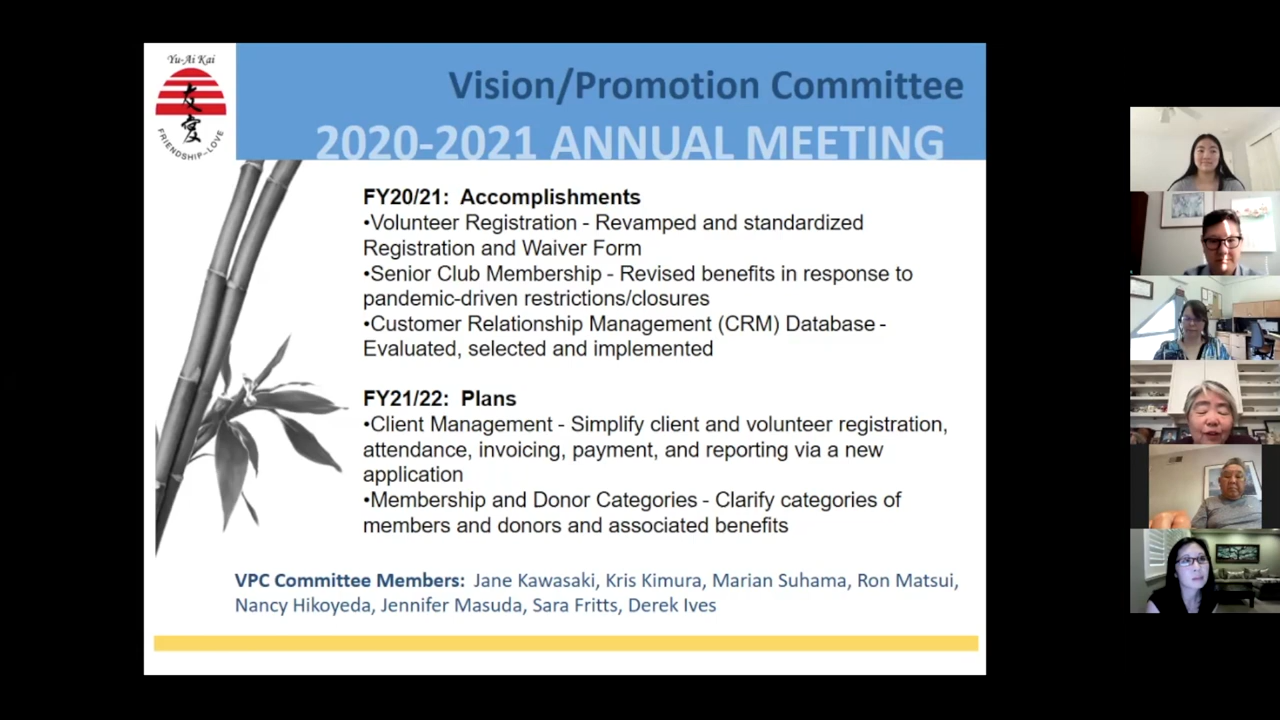 Yu-Ai Kai
友愛
FRIENDSHIP-LOVE
Vision/Promotion Committee
2020-2021 ANNUAL MEETING
FY20/21:  Accomplishments
•Volunteer Registration - Revamped and standardized
Registration and Waiver Form
•Senior Club Membership - Revised benefits in response to
pandemic-driven restrictions/closures
•Customer Relationship Management (CRM) Database -
Evaluated, selected and implemented
FY21/22:  Plans
•Client Management - Simplify client and volunteer registration,
attendance, invoicing, payment, and reporting via a new
application
•Membership and Donor Categories - Clarify categories of
members and donors and associated benefits
VPC Committee Members:  Jane Kawasaki, Kris Kimura, Marian Suhama, Ron Matsui,
Nancy Hikoyeda, Jennifer Masuda, Sara Fritts, Derek Ives